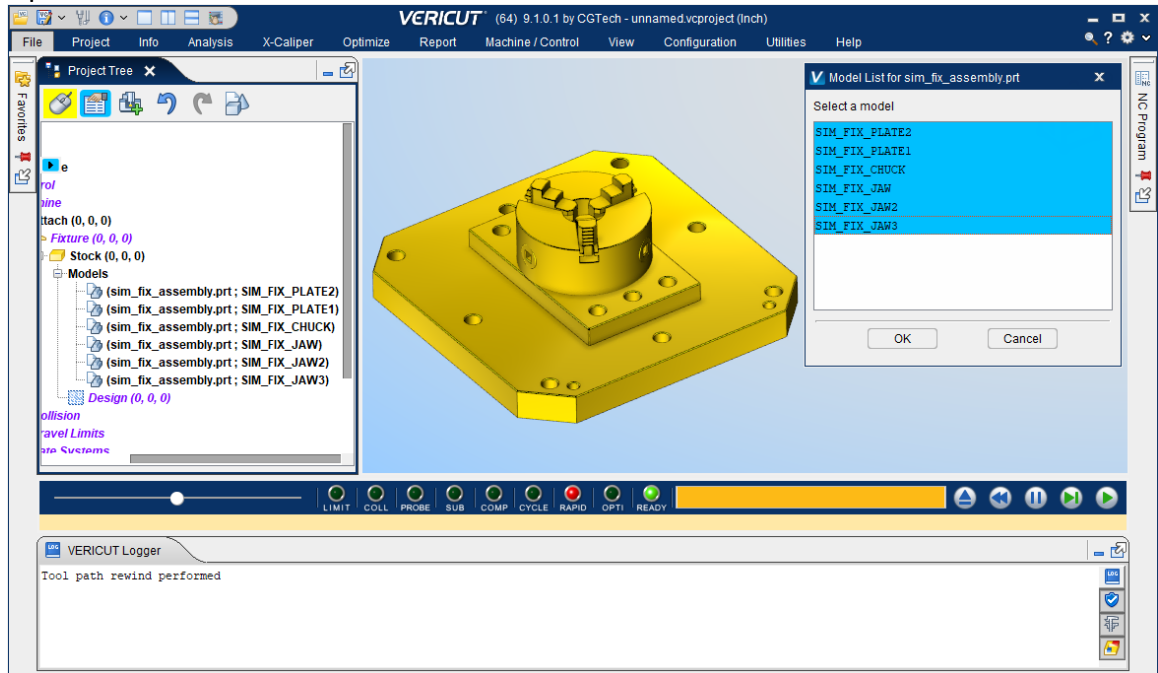 VERICUT (64) 9.1.0.1 by CGTech - unnamed.vcproject (Inch)
File Project Info Analysis X-Caliper Optimize Report Machine / Control View Configuration Utilities Help
Favorites
Project Tree
e
rol
hine
ttach (0, 0, 0)
Fixture (0, 0, 0)
Stock (0, 0, 0)
Models
(sim_fix_assembly.prt ; SIM_FIX_PLATE2)
(sim_fix_assembly.prt ; SIM_FIX_PLATE1)
(sim_fix_assembly.prt ; SIM_FIX_CHUCK)
(sim_fix_assembly.prt ; SIM_FIX_JAW)
(sim_fix_assembly.prt ; SIM_FIX_JAW2)
(sim_fix_assembly.prt ; SIM_FIX_JAW3)
Design (0, 0, 0)
ollision
ravel Limits
ate Systems
Model List for sim_fix_assembly.prt
Select a model
SIM_FIX_PLATE2
SIM_FIX_PLATE1
SIM_FIX_CHUCK
SIM_FIX_JAW
SIM_FIX_JAW2
SIM_FIX_JAW3
OK Cancel
NC
NC Program
LIMIT COLL PROBE SUB COMP CYCLE RAPID OPTI READY
LOG VERICUT Logger
Tool path rewind performed
LOG